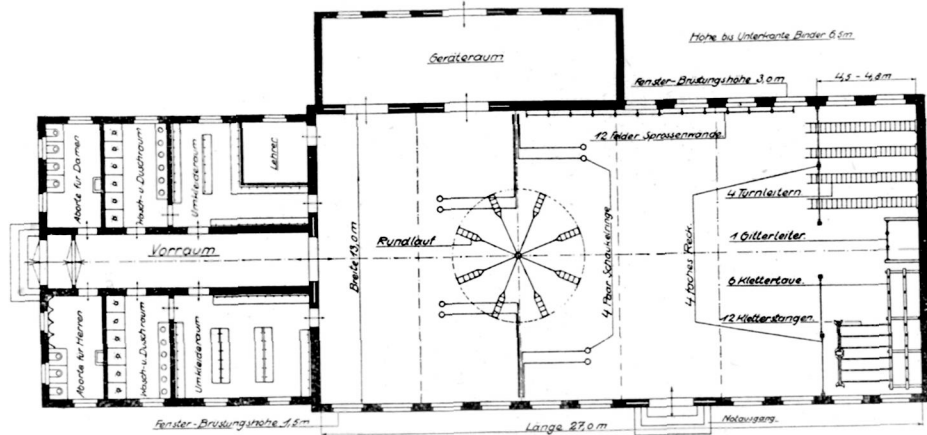 Höhe bis Unterkante Binder 6,5m
Geräteraum
Fenster-Brüstungshöhe 3,0m
4,5 - 4,8m
12 Felder Sprossenwände
Aborte für Damen
Wasch-u. Duschraum
Umkleideraum
Lehrer
4 Turnleitern
Rundlauf
1 Gitterleiter
Vorraum
Breite 13,0m
4 Paar Schaukelringe
4 faches Reck
6 Klettertaue
12 Kletterstangen
Aborte für Herren
Wasch-u. Duschraum
Umkleideraum
Fenster-Brüstungshöhe 1,5m
Länge 27,0m
Notausgang